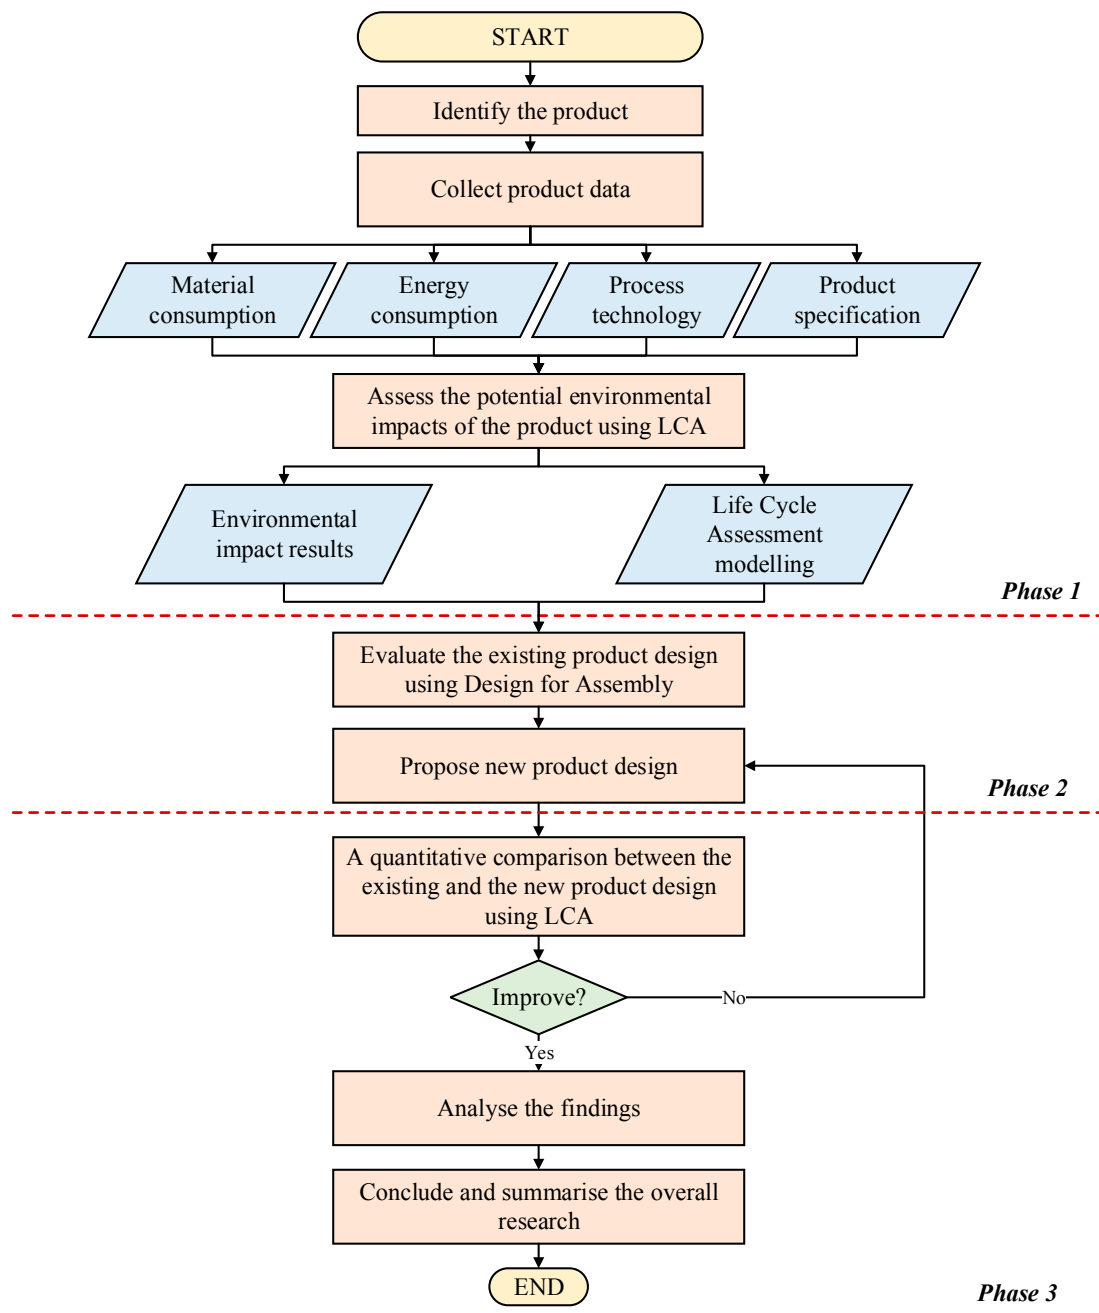 START
Identify the product
Collect product data
Material
consumption
Energy
consumption
Process
technology
Product
specification
Assess the potential environmental
impacts of the product using LCA
Environmental
impact results
Life Cycle
Assessment
modelling
Phase 1
Evaluate the existing product design
using Design for Assembly
Propose new product design
Phase 2
A quantitative comparison between the
existing and the new product design
using LCA
Improve?
No
Yes
Analyse the findings
Conclude and summarise the overall
research
END
Phase 3